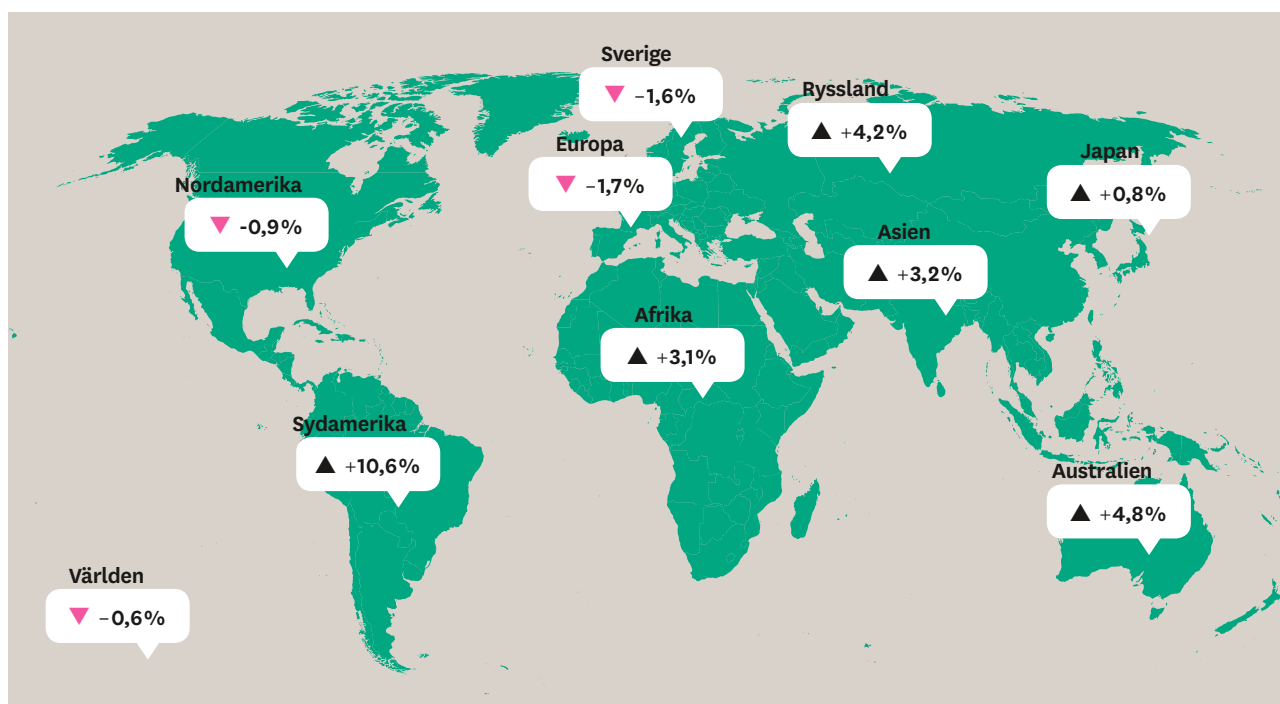 Sverige
▼ –1,6%
Ryssland
▲ +4,2%
Europa
▼ –1,7%
Japan
▲ +0,8%
Nordamerika
▼ -0,9%
Asien
▲ +3,2%
Afrika
▲ +3,1%
Sydamerika
▲ +10,6%
Australien
▲ +4,8%
Världen
▼ –0,6%